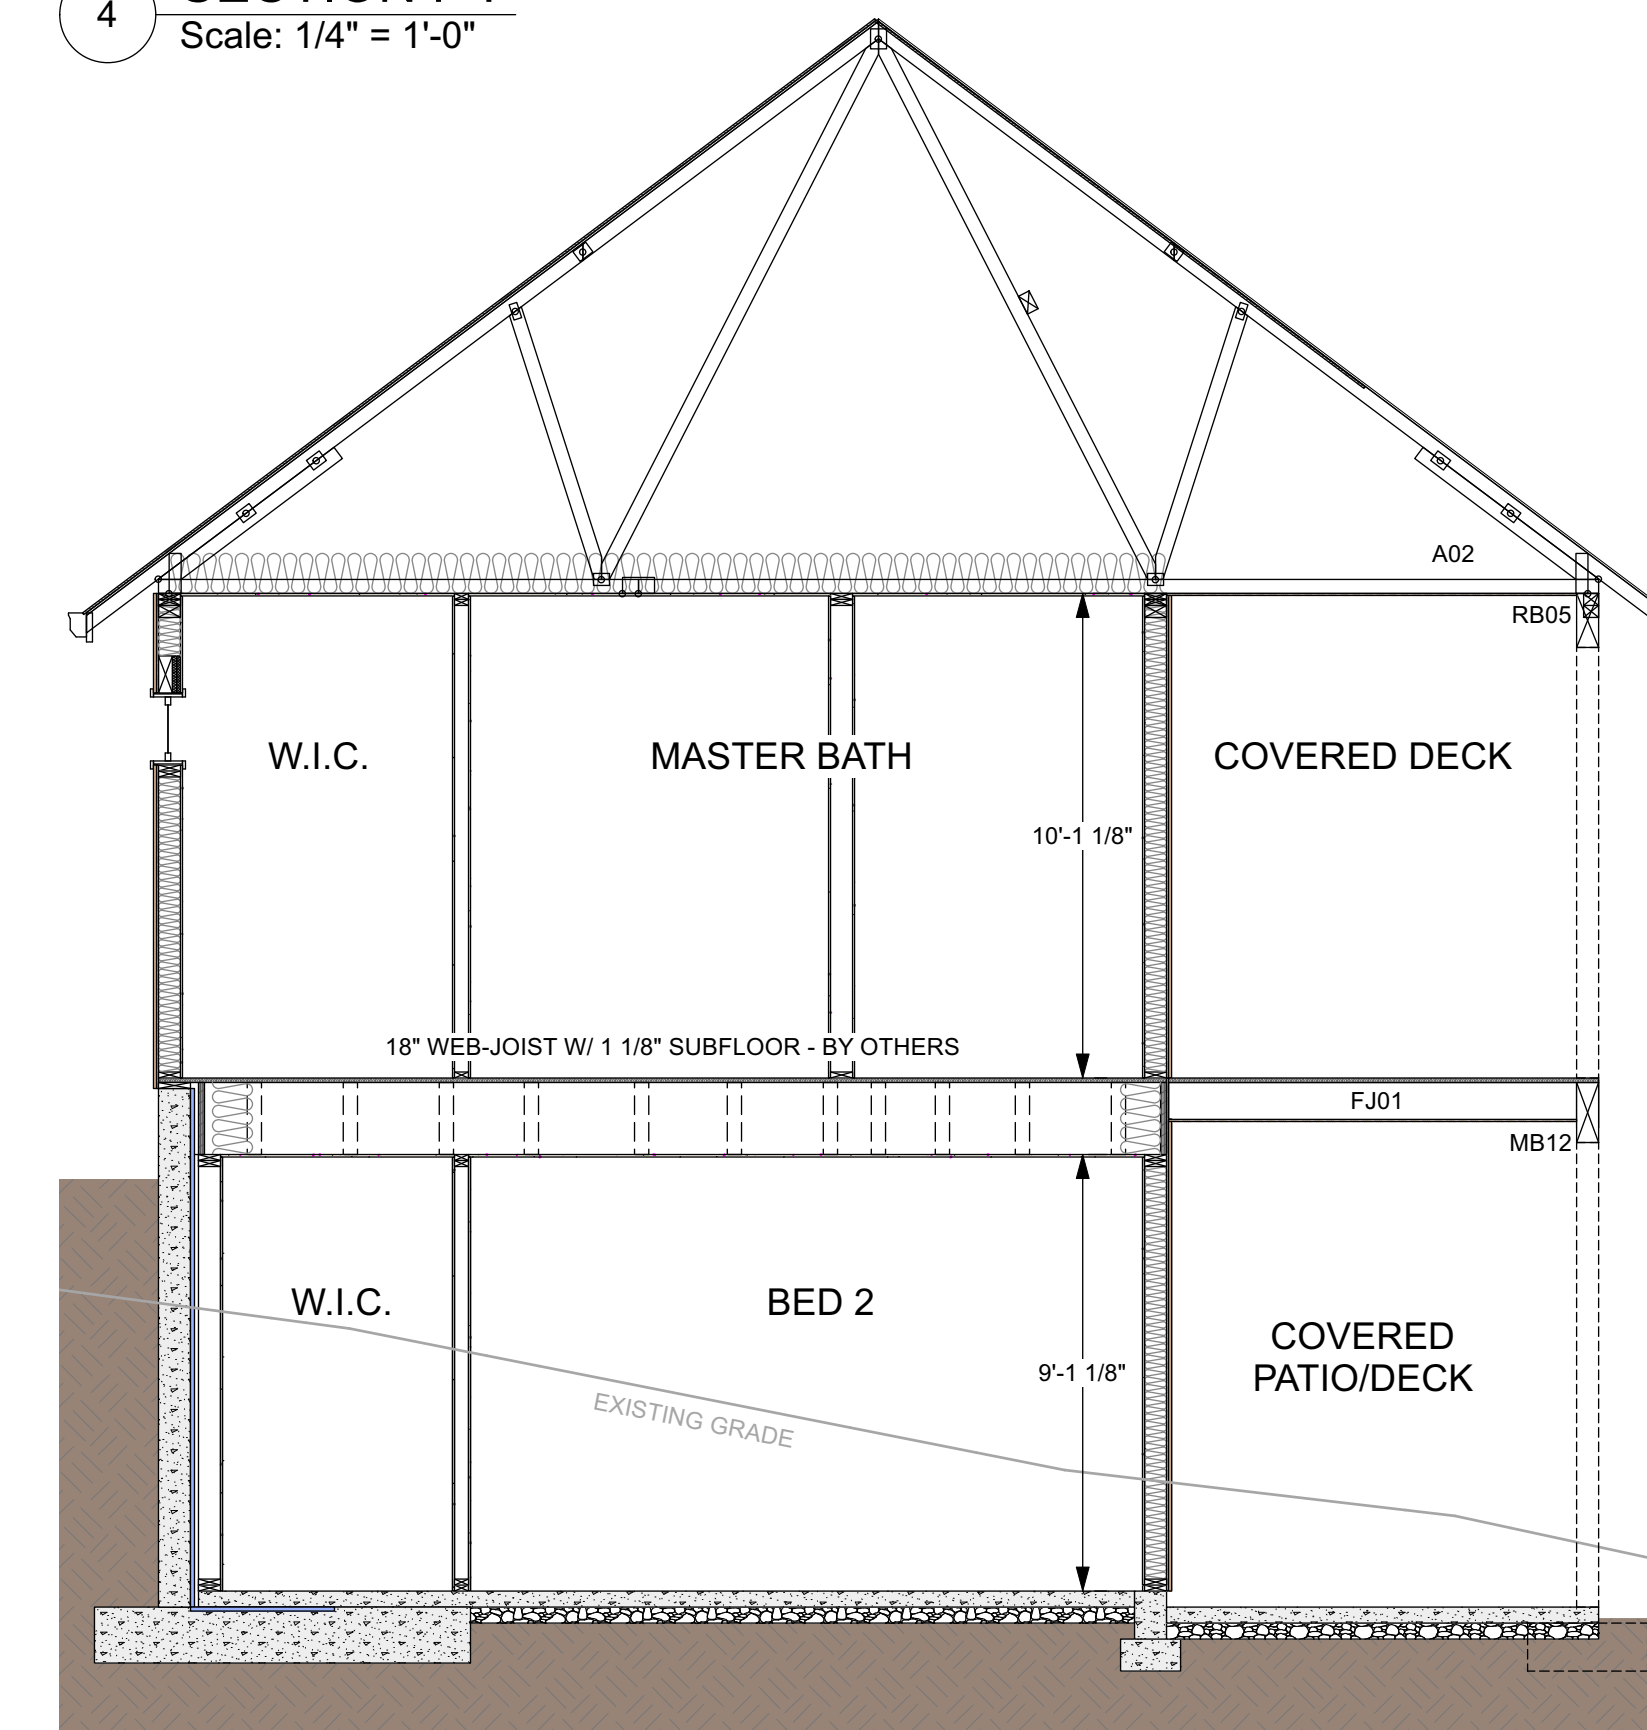 4
Scale: 1/4" = 1'-0"
A02
RB05
W.I.C.
MASTER BATH
COVERED DECK
10'-1 1/8"
18" WEB-JOIST W/ 1 1/8" SUBFLOOR - BY OTHERS
FJ01
MB12
W.I.C.
BED 2
COVERED
PATIO/DECK
9'-1 1/8"
EXISTING GRADE